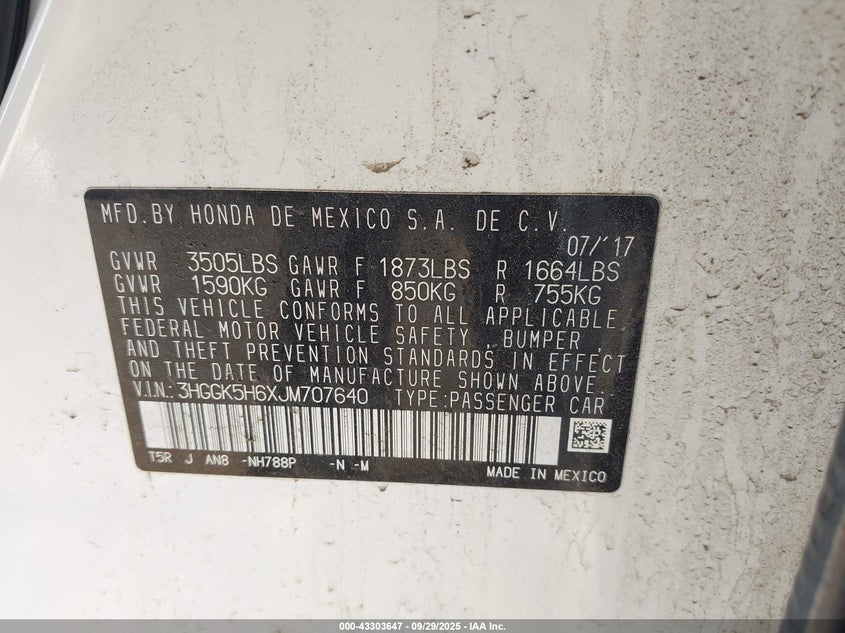 MFD.BY HONDA DE MEXICO S.A. DE C.V.
07/'17
GVWR 3505LBS GAWR F 1873LBS R 1664LBS
GVWR 1590KG GAWR F 850KG R 755KG
THIS VEHICLE CONFORMS TO ALL APPLICABLE
FEDERAL MOTOR VEHICLE SAFETY, BUMPER,
AND THEFT PREVENTION STANDARDS IN EFFECT
ON THE DATE OF MANUFACTURE SHOWN ABOVE.
V.I.N: 3HGGK5H6XJM707640 TYPE:PASSENGER CAR
T5R J AN8 -NH788P -N -M MADE IN MEXICO
000-43303647 / 09/29/2025 - IAA Inc.